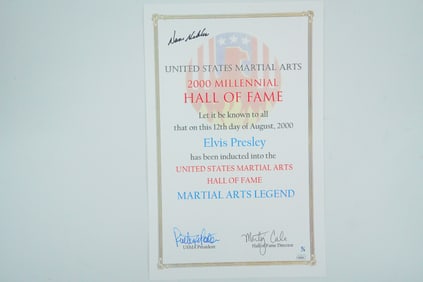 UNITED STATES MARTIAL ARTS
2000 MILLENNIAL
HALL OF FAME
Let it be known to all
that on this 12th day of August, 2000
Elvis Presley
has been inducted into the
UNITED STATES MARTIAL ARTS
HALL OF FAME
MARTIAL ARTS LEGEND
USMA President
Hall of Fame Director